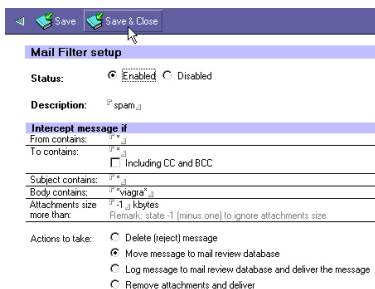 Save Save & Close
Mail Filter setup
Status: Enabled Disabled
Description: spam
Intercept message if
From contains: *
To contains: *
Including CC and BCC
Subject contains: *
Body contains: *viagra*
Attachments size more than: -1 kbytes
Remark: state -1 (minus one) to ignore attachments size
Actions to take: Delete (reject) message
Move message to mail review database
Log message to mail review database and deliver the message
Remove attachments and deliver